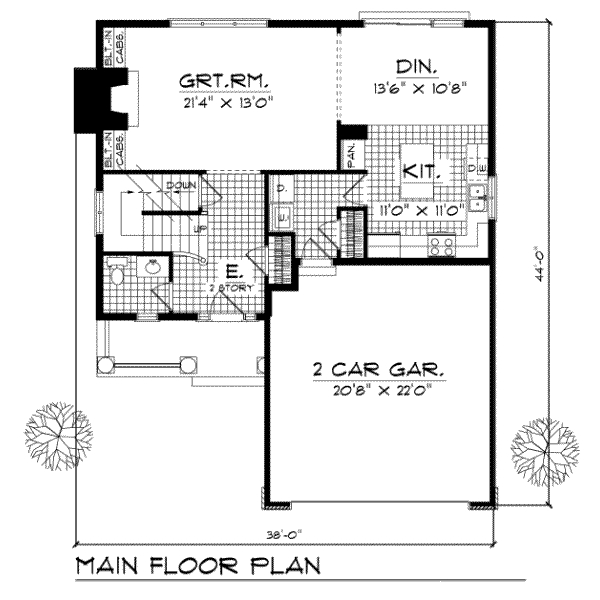 BLT.-IN
CABS.
GRT.RM.
21'4" X 13'0"
DIN.
13'6" X 10'8"
BLT-IN
CABS.
PAN.
KIT.
11'0" X 11'0"
D.
DOWN
UP
E.
2 STORY
44'-0"
2 CAR GAR.
20'8" X 22'0"
38'-0"
MAIN FLOOR PLAN